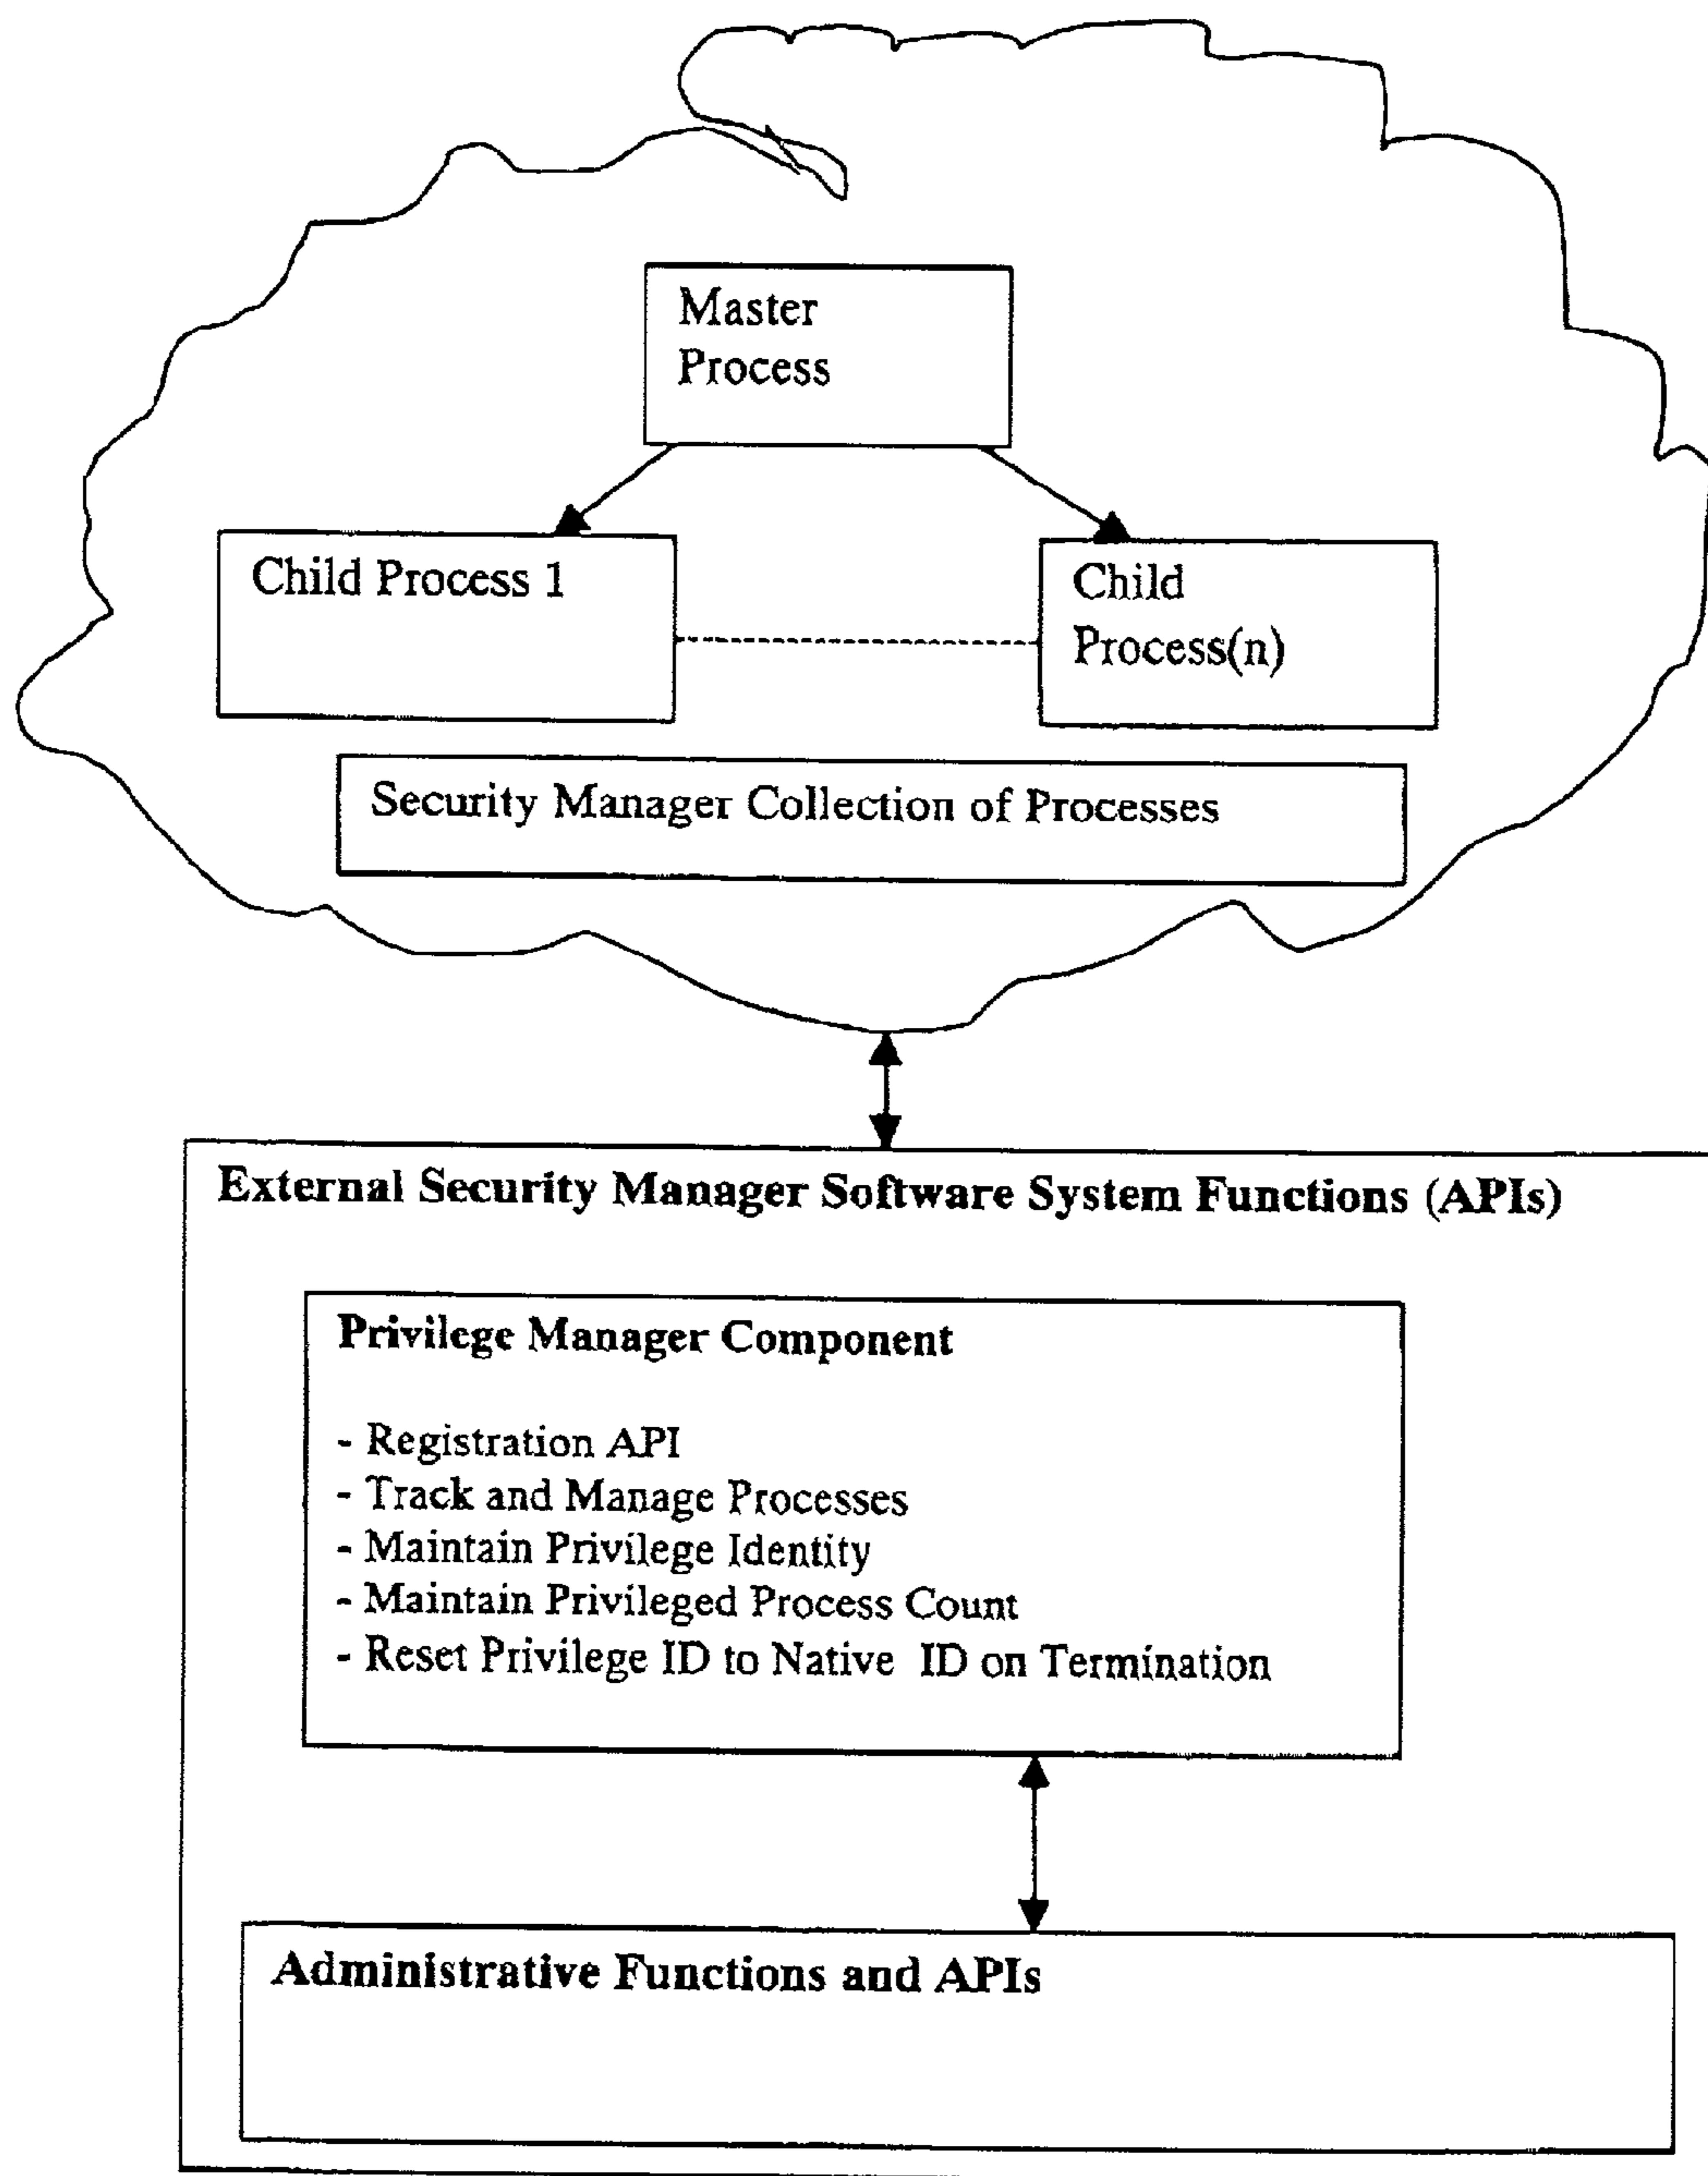 Master
Process
Child Process 1
Child
Process(n)
Security Manager Collection of Processes
External Security Manager Software System Functions (APIs)
Privilege Manager Component
- Registration API
- Track and Manage Processes
- Maintain Privilege Identity
- Maintain Privileged Process Count
- Reset Privilege ID to Native ID on Termination
Administrative Functions and APIs